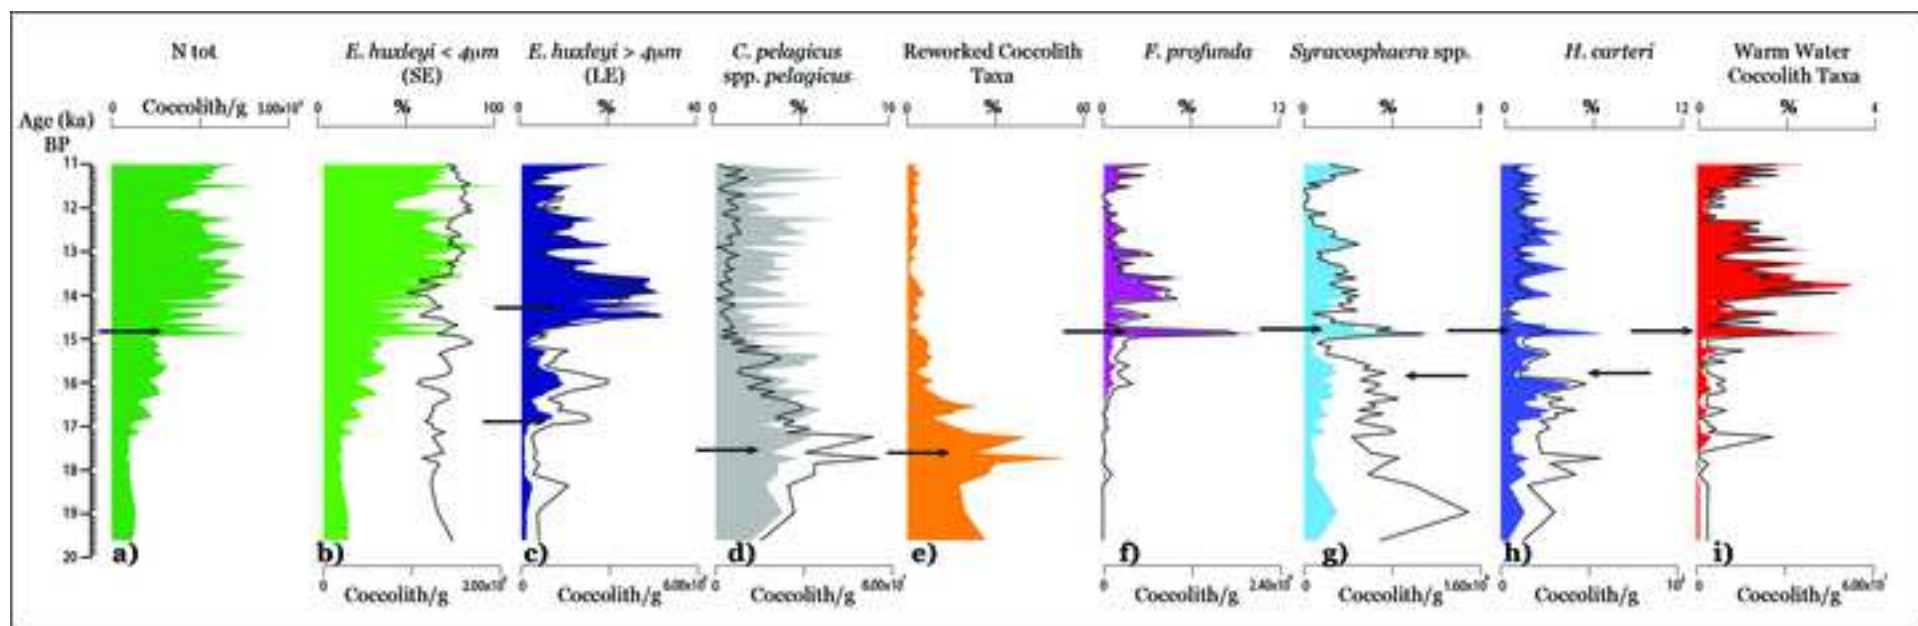 N tot
E. huxleyi < 4µm
(SE)
E. huxleyi > 4µm
(LE)
C. pelagicus
spp. pelagicus
Reworked Coccolith
Taxa
F. profunda
Syracosphaera spp.
H. carteri
Warm Water
Coccolith Taxa
0 Coccolith/g
0 % 100
0 % 40
0 %
0 % 60
0 % 12
0 % 8
0 % 12
0 % 4
Age (ka)
BP
11
12
13
14
15
16
17
18
19
20
a)
b)
c)
d)
e)
f)
g)
h)
i)
0
Coccolith/g
0
Coccolith/g
0
Coccolith/g
0
Coccolith/g
0
Coccolith/g
0
Coccolith/g
0
Coccolith/g